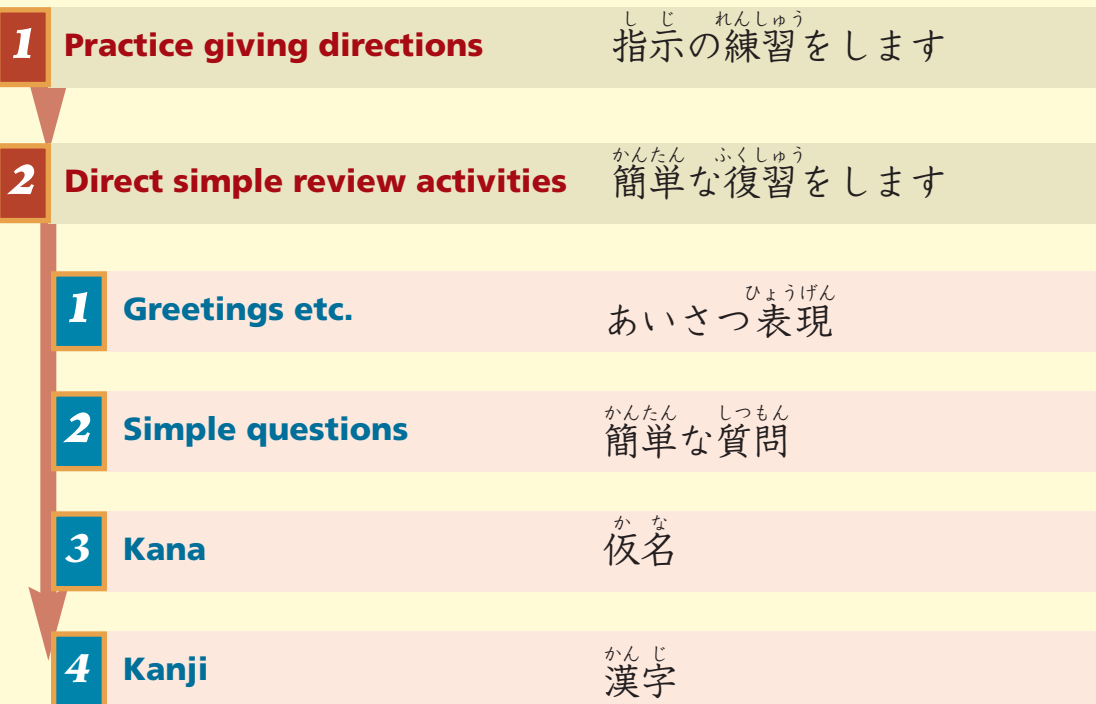 1 Practice giving directions 指示の練習をします
しじ れんしゅう
2 Direct simple review activities 簡単な復習をします
かんたん ふくしゅう
1 Greetings etc. あいさつ表現
ひょうげん
2 Simple questions 簡単な質問
かんたん しつもん
3 Kana 仮名
かな
4 Kanji 漢字
かんじ